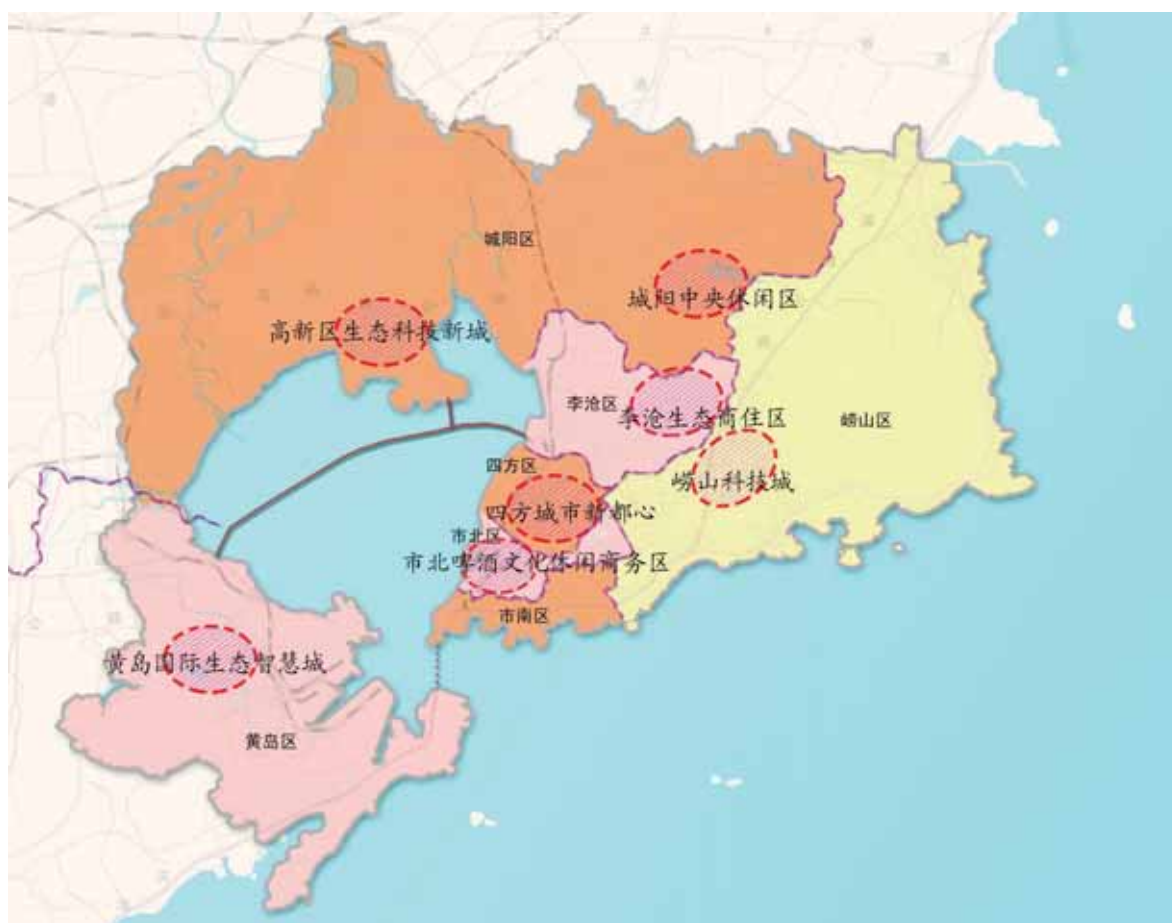 城阳区
城阳中央休闲区
高新区生态科技新城
李沧区
李沧生态商住区
崂山区
四方区
崂山科技城
四方城市新都心
市北区
市北啤酒文化休闲商务区
市南区
黄岛国际生态智慧城
黄岛区